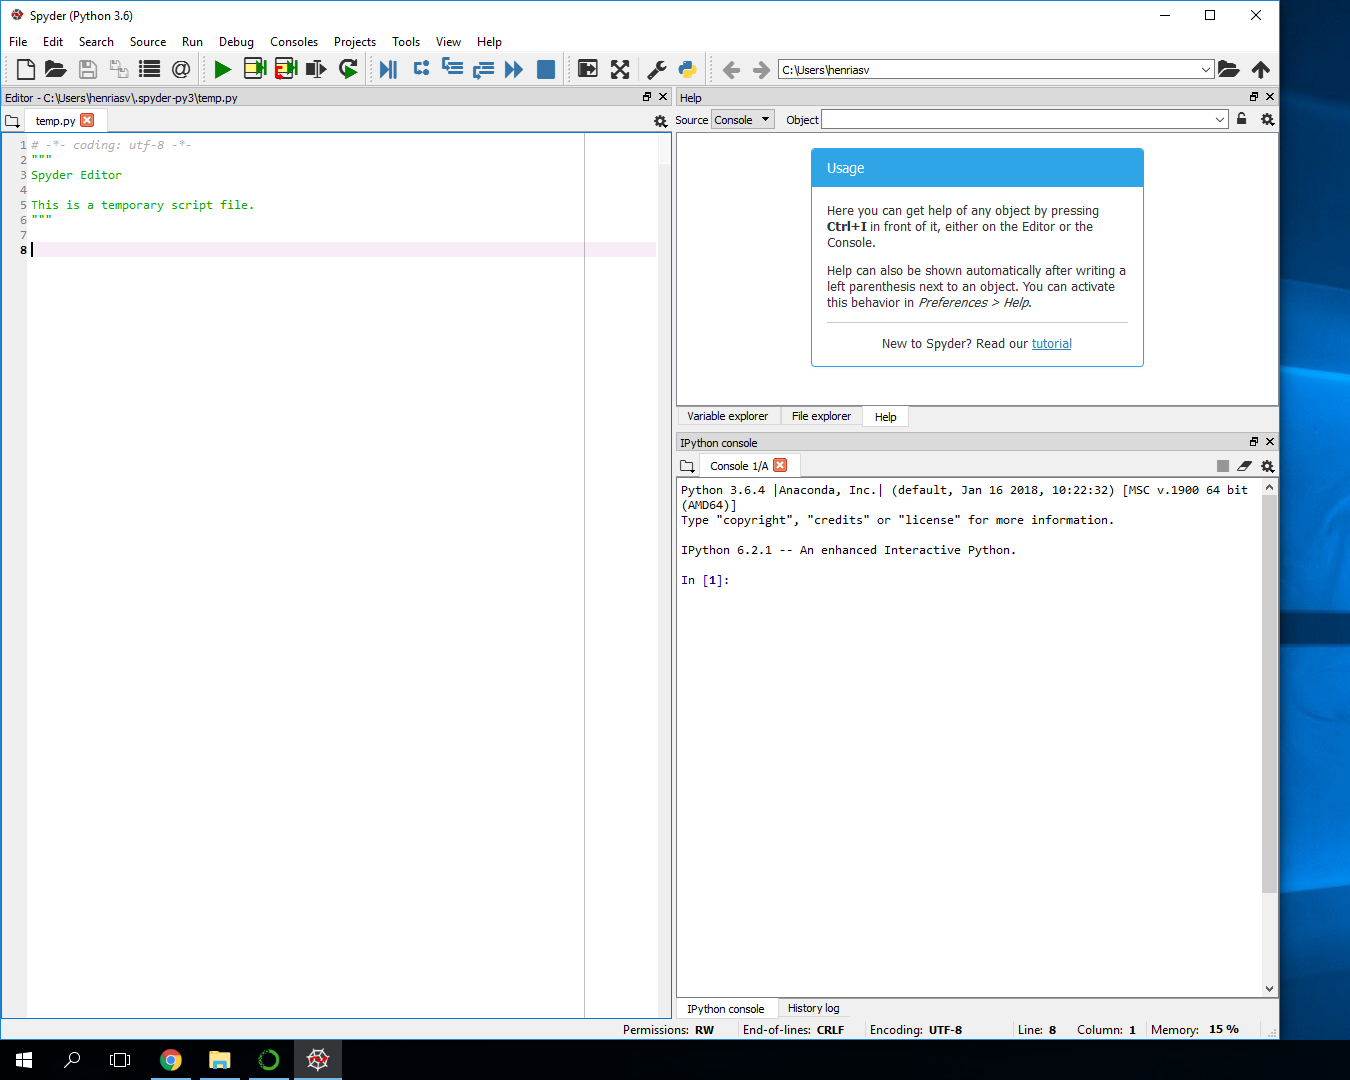 Spyder (Python 3.6)
File Edit Search Source Run Debug Consoles Projects Tools View Help
C:\Users\henriasv
Editor - C:\Users\henriasv\.spyder-py3\temp.py
temp.py
1 # -*- coding: utf-8 -*-
2 """
3 Spyder Editor
4
5 This is a temporary script file.
6 """
7
8
Help
Source Console Object
Usage
Here you can get help of any object by pressing
Ctrl+I in front of it, either on the Editor or the
Console.
Help can also be shown automatically after writing a
left parenthesis next to an object. You can activate
this behavior in Preferences > Help.
New to Spyder? Read our tutorial
Variable explorer File explorer Help
IPython console
Console 1/A
Python 3.6.4 |Anaconda, Inc.| (default, Jan 16 2018, 10:22:32) [MSC v.1900 64 bit
(AMD64)]
Type "copyright", "credits" or "license" for more information.
IPython 6.2.1 -- An enhanced Interactive Python.
In [1]:
IPython console History log
Permissions: RW End-of-lines: CRLF Encoding: UTF-8 Line: 8 Column: 1 Memory: 15 %